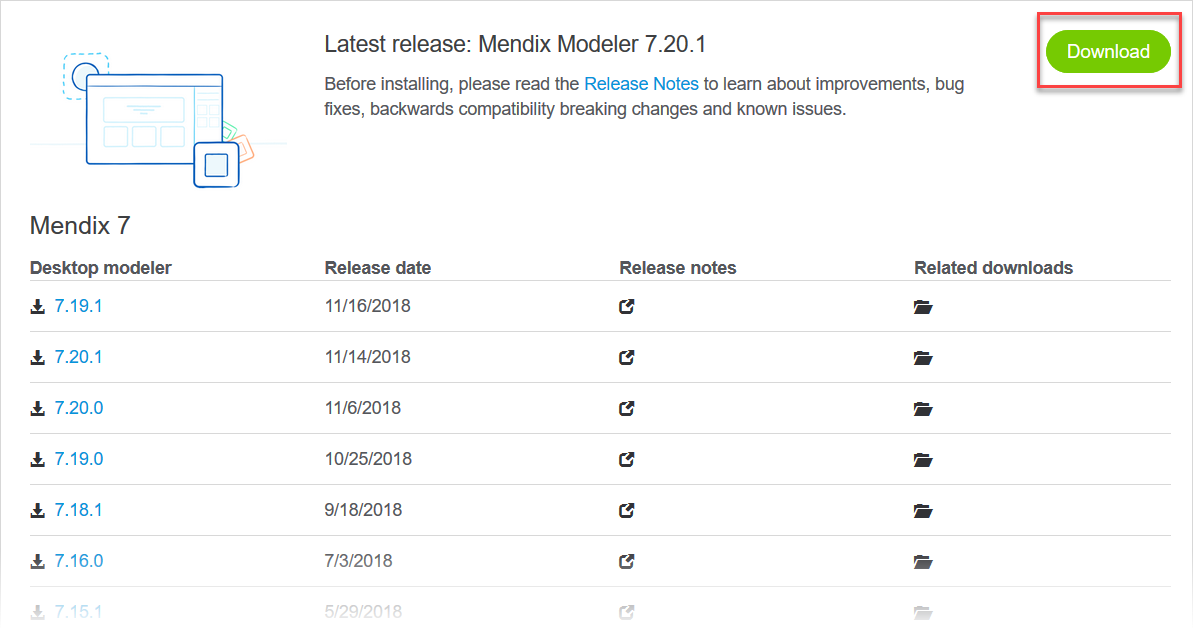 Latest release: Mendix Modeler 7.20.1
Download
Before installing, please read the Release Notes to learn about improvements, bug
fixes, backwards compatibility breaking changes and known issues.
Mendix 7
Desktop modeler Release date Release notes Related downloads
7.19.1 11/16/2018
7.20.1 11/14/2018
7.20.0 11/6/2018
7.19.0 10/25/2018
7.18.1 9/18/2018
7.16.0 7/3/2018
7.15.1 5/29/2018